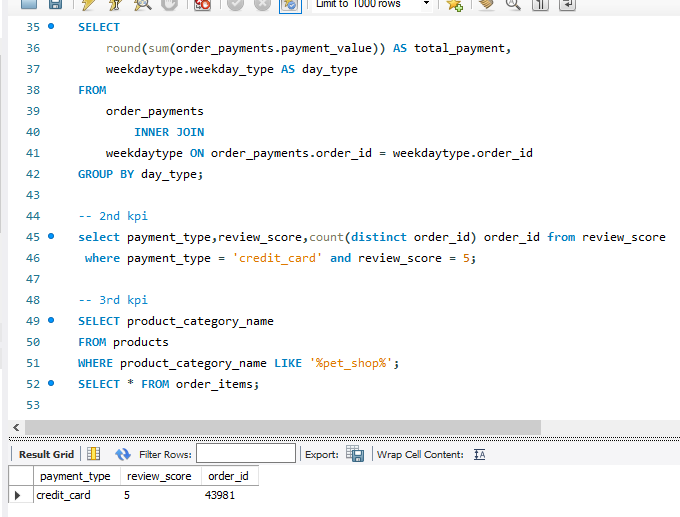 Limit to 1000 rows
35 SELECT
36 round(sum(order_payments.payment_value)) AS total_payment,
37 weekdaytype.weekday_type AS day_type
38 FROM
39 order_payments
40 INNER JOIN
41 weekdaytype ON order_payments.order_id = weekdaytype.order_id
42 GROUP BY day_type;
43
44 -- 2nd kpi
45 select payment_type,review_score,count(distinct order_id) order_id from review_score
46 where payment_type = 'credit_card' and review_score = 5;
47
48 -- 3rd kpi
49 SELECT product_category_name
50 FROM products
51 WHERE product_category_name LIKE '%pet_shop%';
52 SELECT * FROM order_items;
53
Result Grid Filter Rows: Export: Wrap Cell Content:
payment_type review_score order_id
credit_card 5 43981